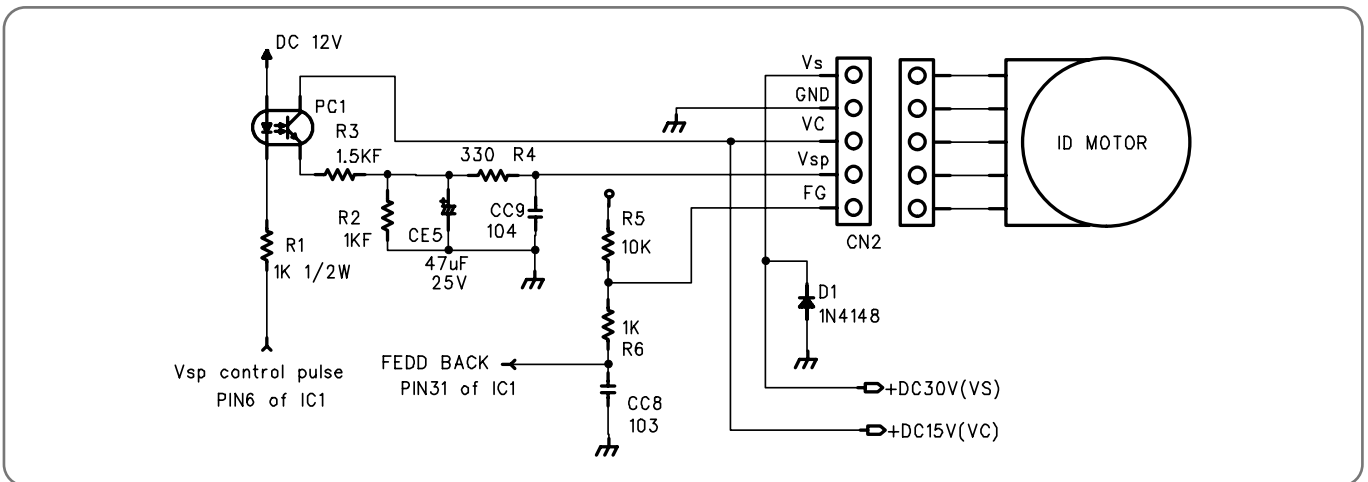 DC 12V
PC1
R3
1.5KF
330 R4
R2
1KF
CE5
47uF
25V
CC9
104
R1
1K 1/2W
Vsp control pulse
PIN6 of IC1
FEDD BACK
PIN31 of IC1
R5
10K
1K
R6
CC8
103
Vs
GND
VC
Vsp
FG
CN2
ID MOTOR
D1
1N4148
+DC30V(VS)
+DC15V(VC)